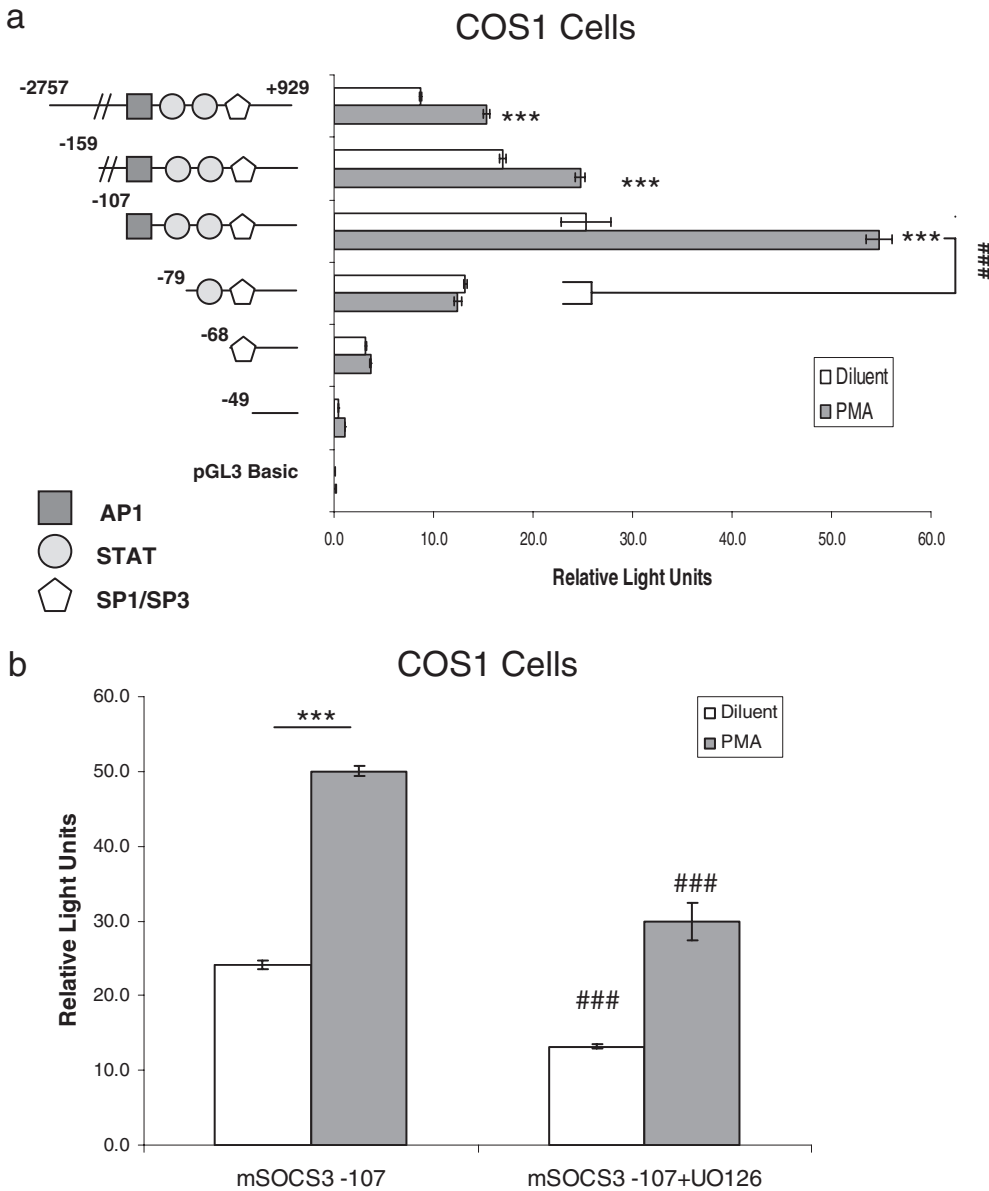 a
COS1 Cells
-2757
+929
***
-159
***
-107
***
###
-79
-68
-49
pGL3 Basic
Diluent
PMA
AP1
STAT
SP1/SP3
0.0 10.0 20.0 30.0 40.0 50.0 60.0
Relative Light Units
b
COS1 Cells
60.0
50.0
40.0
30.0
20.0
10.0
0.0
Relative Light Units
***
###
###
Diluent
PMA
mSOCS3 -107
mSOCS3 -107+UO126